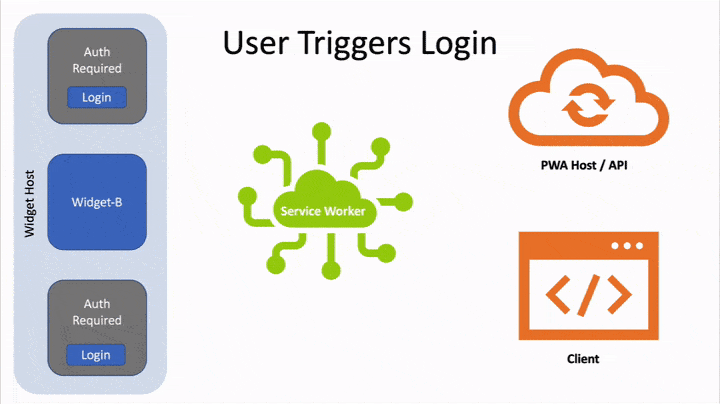 User Triggers Login
Widget Host
Auth
Required
Login
Widget-B
Auth
Required
Login
Service Worker
PWA Host / API
</>
Client